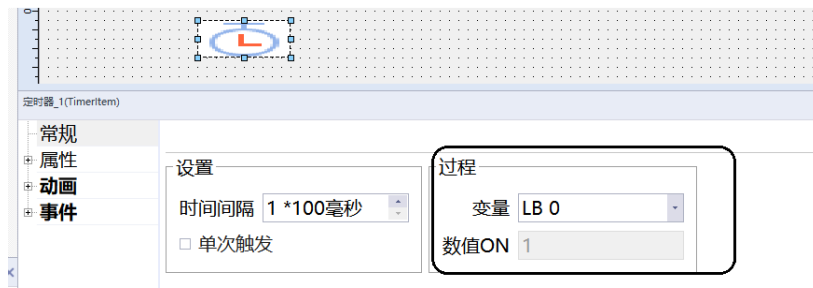 0
定时器_1(TimerItem)
常规
属性
动画
事件
设置
时间间隔 1 *100毫秒
单次触发
过程
变量 LB 0
数值ON 1